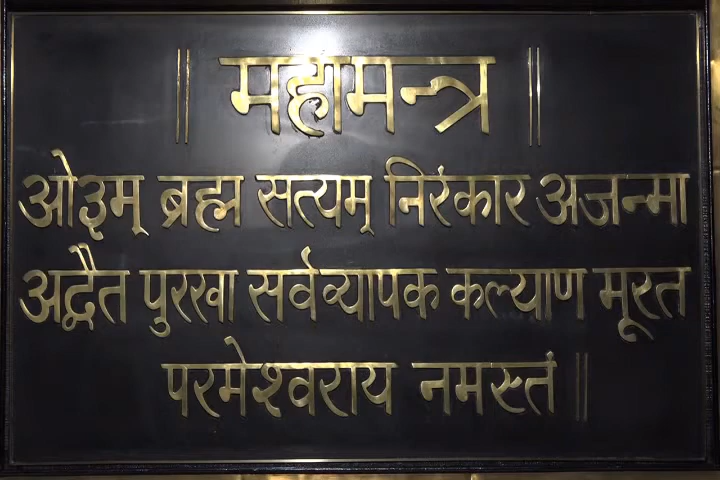 || महामन्त्र ||
ओ३म् ब्रह्म सत्यम् निरंकार अजन्मा
अद्वैत पुरखा सर्वव्यापक कल्याण मूरत
परमेश्वराय नमस्तं ||